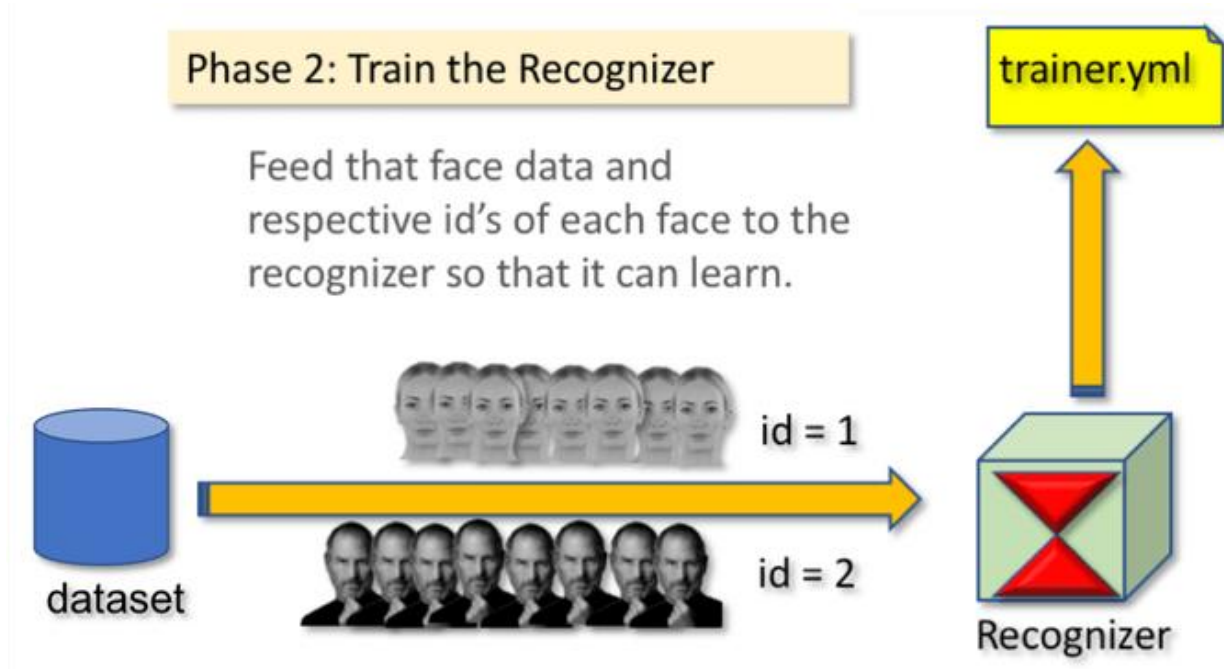 Phase 2: Train the Recognizer
trainer.yml
Feed that face data and
respective id's of each face to the
recognizer so that it can learn.
id = 1
id = 2
dataset
Recognizer